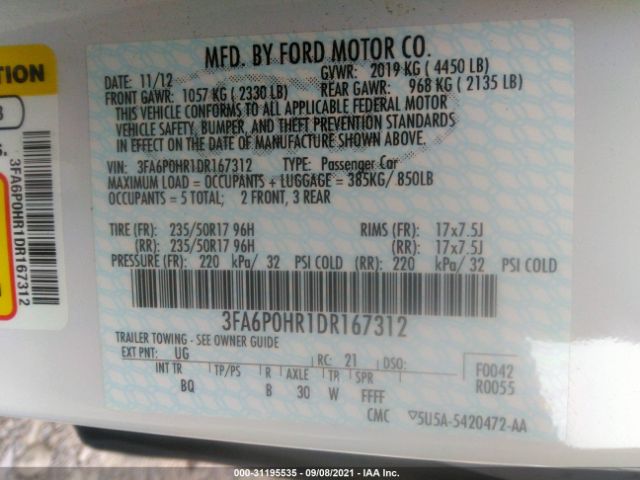 TION
3
S.
3FA6P0HR1DR167312
MFD. BY FORD MOTOR CO.
DATE: 11/12 GVWR: 2019 KG ( 4450 LB)
FRONT GAWR: 1057 KG ( 2330 LB) REAR GAWR: 968 KG ( 2135 LB)
THIS VEHICLE CONFORMS TO ALL APPLICABLE FEDERAL MOTOR
VEHICLE SAFETY, BUMPER, AND THEFT PREVENTION STANDARDS
IN EFFECT ON THE DATE OF MANUFACTURE SHOWN ABOVE.
VIN: 3FA6P0HR1DR167312 TYPE: Passenger Car
MAXIMUM LOAD = OCCUPANTS + LUGGAGE = 385KG/ 850LB
OCCUPANTS = 5 TOTAL; 2 FRONT, 3 REAR
TIRE (FR): 235/50R17 96H RIMS (FR): 17x7.5J
(RR): 235/50R17 96H (RR): 17x7.5J
PRESSURE (FR): 220 kPa/ 32 PSI COLD (RR): 220 kPa/ 32 PSI COLD
3FA6P0HR1DR167312
TRAILER TOWING - SEE OWNER GUIDE
EXT PNT: UG RC: 21 DSO: F0042
INT TR TP/PS R AXLE TR SPR R0055
BQ B 30 W FFFF
CMC 5U5A-5420472-AA
000-31195535 - 09/08/2021 - IAA Inc.